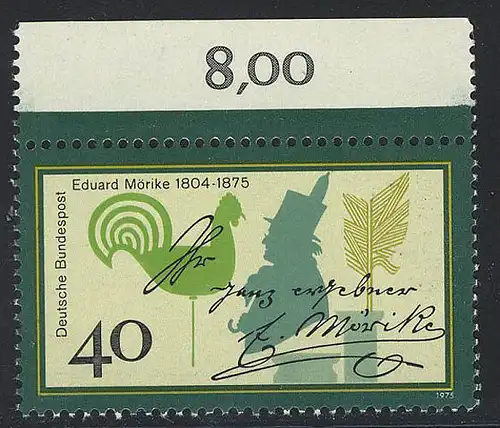 8,00
Eduard Mörike 1804-1875
Deutsche Bundespost
Ihr
ganz ergebner
E. Mörike
40
1975